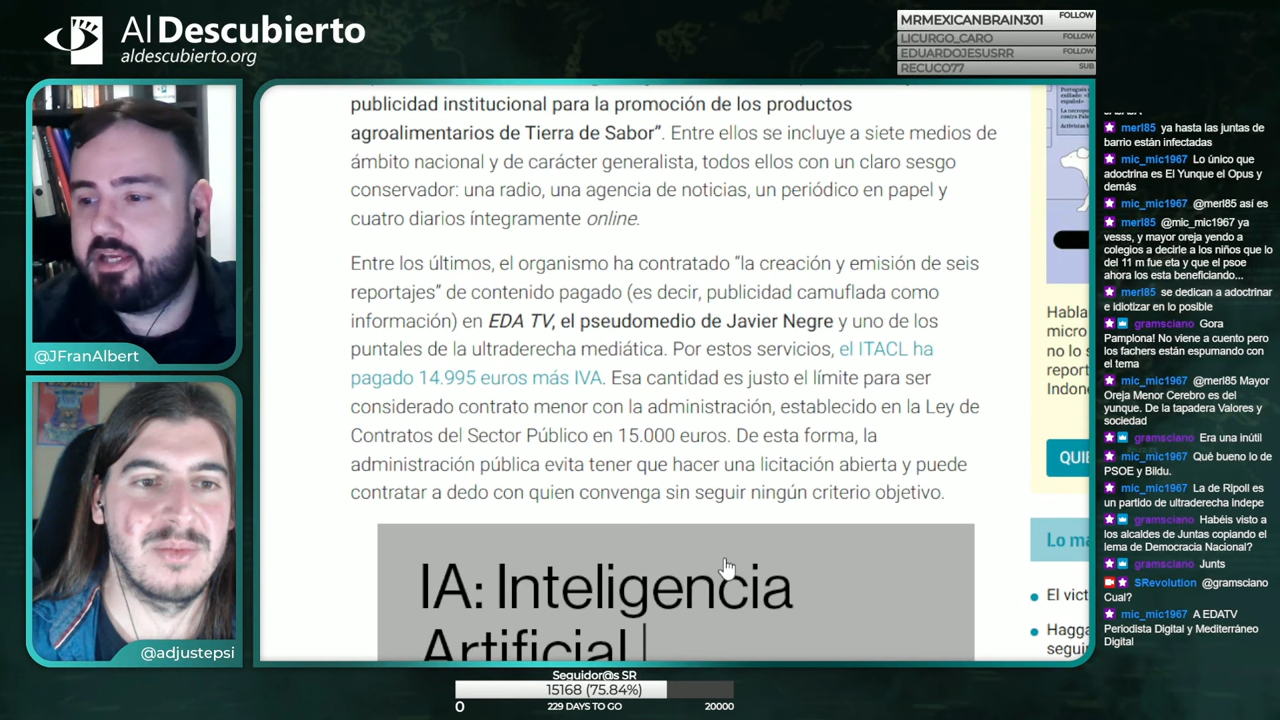 Al Descubierto
aldescubierto.org
MRMEXICANBRAIN301 FOLLOW
LICURGO_CARO FOLLOW
EDUARDOJESUSRR FOLLOW
RECUCO77 SUB
@JFranAlbert
@adjustepsi
publicidad institucional para la promoción de los productos
agroalimentarios de Tierra de Sabor”. Entre ellos se incluye a siete medios de
ámbito nacional y de carácter generalista, todos ellos con un claro sesgo
conservador: una radio, una agencia de noticias, un periódico en papel y
cuatro diarios íntegramente online.
Entre los últimos, el organismo ha contratado “la creación y emisión de seis
reportajes” de contenido pagado (es decir, publicidad camuflada como
información) en EDA TV, el pseudomedio de Javier Negre y uno de los
puntales de la ultraderecha mediática. Por estos servicios, el ITACL ha
pagado 14.995 euros más IVA. Esa cantidad es justo el límite para ser
considerado contrato menor con la administración, establecido en la Ley de
Contratos del Sector Público en 15.000 euros. De esta forma, la
administración pública evita tener que hacer una licitación abierta y puede
contratar a dedo con quien convenga sin seguir ningún criterio objetivo.
IA: Inteligencia
Artificial
Habla
micro
no lo s
report
Indone
QUIE
Lo ma
El vict
Hagga
seguir
merl85 ya hasta las juntas de
barrio están infectadas
mic_mic1967 Lo único que
adoctrina es El Yunque el Opus y
demás
mic_mic1967 @merl85 así es
merl85 @mic_mic1967 ya
vesss, y mayor oreja yendo a
colegios a decirle a los niños que lo
del 11 m fue eta y que el psoe
ahora los esta beneficiando...
merl85 se dedican a adoctrinar
e idiotizar en lo posible
gramsciano Gora
Pamplona! No viene a cuento pero
los fachers están espumando con
el tema
mic_mic1967 @merl85 Mayor
Oreja Menor Cerebro es del
yunque. De la tapadera Valores y
sociedad
gramsciano Era una inútil
mic_mic1967 Qué bueno lo de
PSOE y Bildu.
mic_mic1967 La de Ripoll es
un partido de ultraderecha indepe
gramsciano Habéis visto a
los alcaldes de Juntas copiando el
lema de Democracia Nacional?
gramsciano Junts
SRevolution @gramsciano
Cual?
mic_mic1967 A EDATV
Periodista Digital y Mediterráneo
Digital
Seguidor@s SR
15168 (75.84%)
0 229 DAYS TO GO 20000